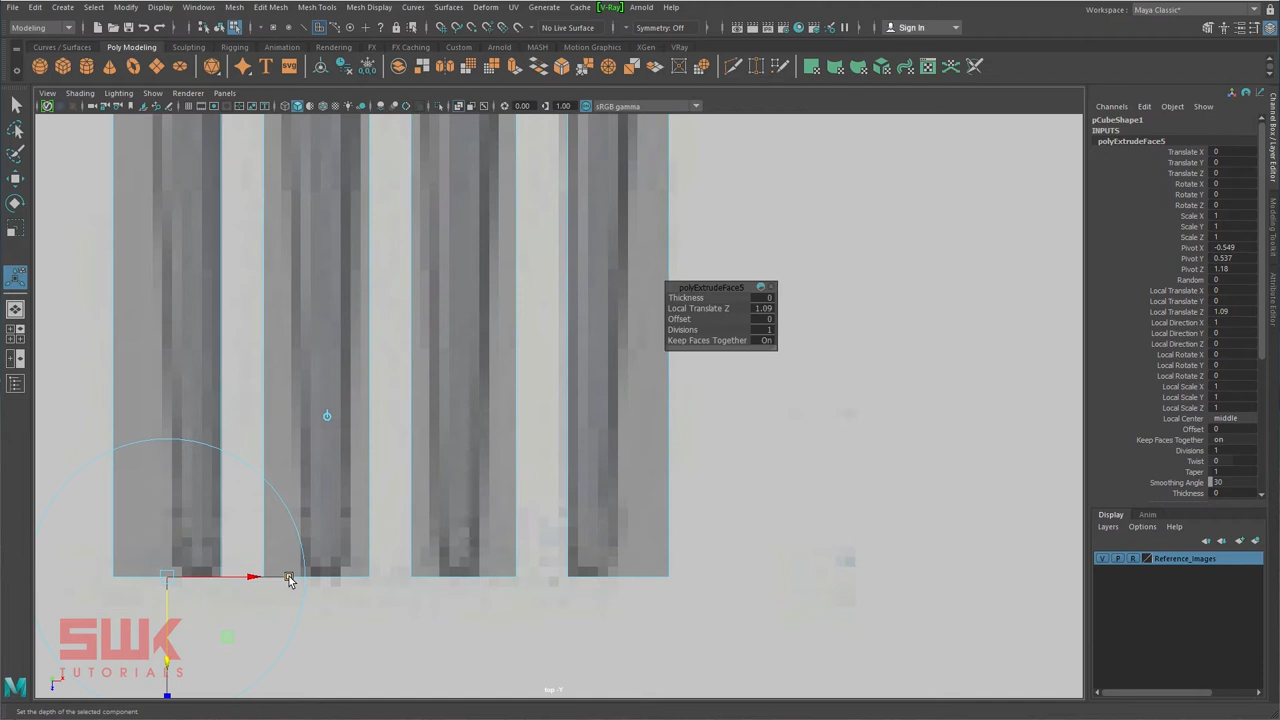 File Edit Create Select Modify Display Windows Mesh Edit Mesh Mesh Tools Mesh Display Curves Surfaces Deform UV Generate Cache [V-Ray] Arnold Help Workspace : Maya Classic*
Modeling No Live Surface Symmetry: Off Sign In
Curves / Surfaces Poly Modeling Sculpting Rigging Animation Rendering FX FX Caching Custom Arnold MASH Motion Graphics XGen VRay
View Shading Lighting Show Renderer Panels
0.00 1.00 sRGB gamma
Channels Edit Object Show
pCubeShape1
INPUTS
polyExtrudeFace5
Translate X 0
Translate Y 0
Translate Z 0
Rotate X 0
Rotate Y 0
Rotate Z 0
Scale X 1
Scale Y 1
Scale Z 1
Pivot X -0.549
Pivot Y 0.537
Pivot Z 1.18
Random 0
Local Translate X 0
Local Translate Y 0
Local Translate Z 1.09
Local Direction X 1
Local Direction Y 0
Local Direction Z 0
Local Rotate X 0
Local Rotate Y 0
Local Rotate Z 0
Local Scale X 1
Local Scale Y 1
Local Scale Z 1
Local Center middle
Offset 0
Keep Faces Together on
Divisions 1
Twist 0
Taper 1
Smoothing Angle 30
Thickness 0
polyExtrudeFace5
Thickness 0
Local Translate Z 1.09
Offset 0
Divisions 1
Keep Faces Together On
Display Anim
Layers Options Help
V P R Reference_Images
Channel Box / Layer Editor
Modeling Toolkit
Attribute Editor
SWK
TUTORIALS
top -Y
Set the depth of the selected component.